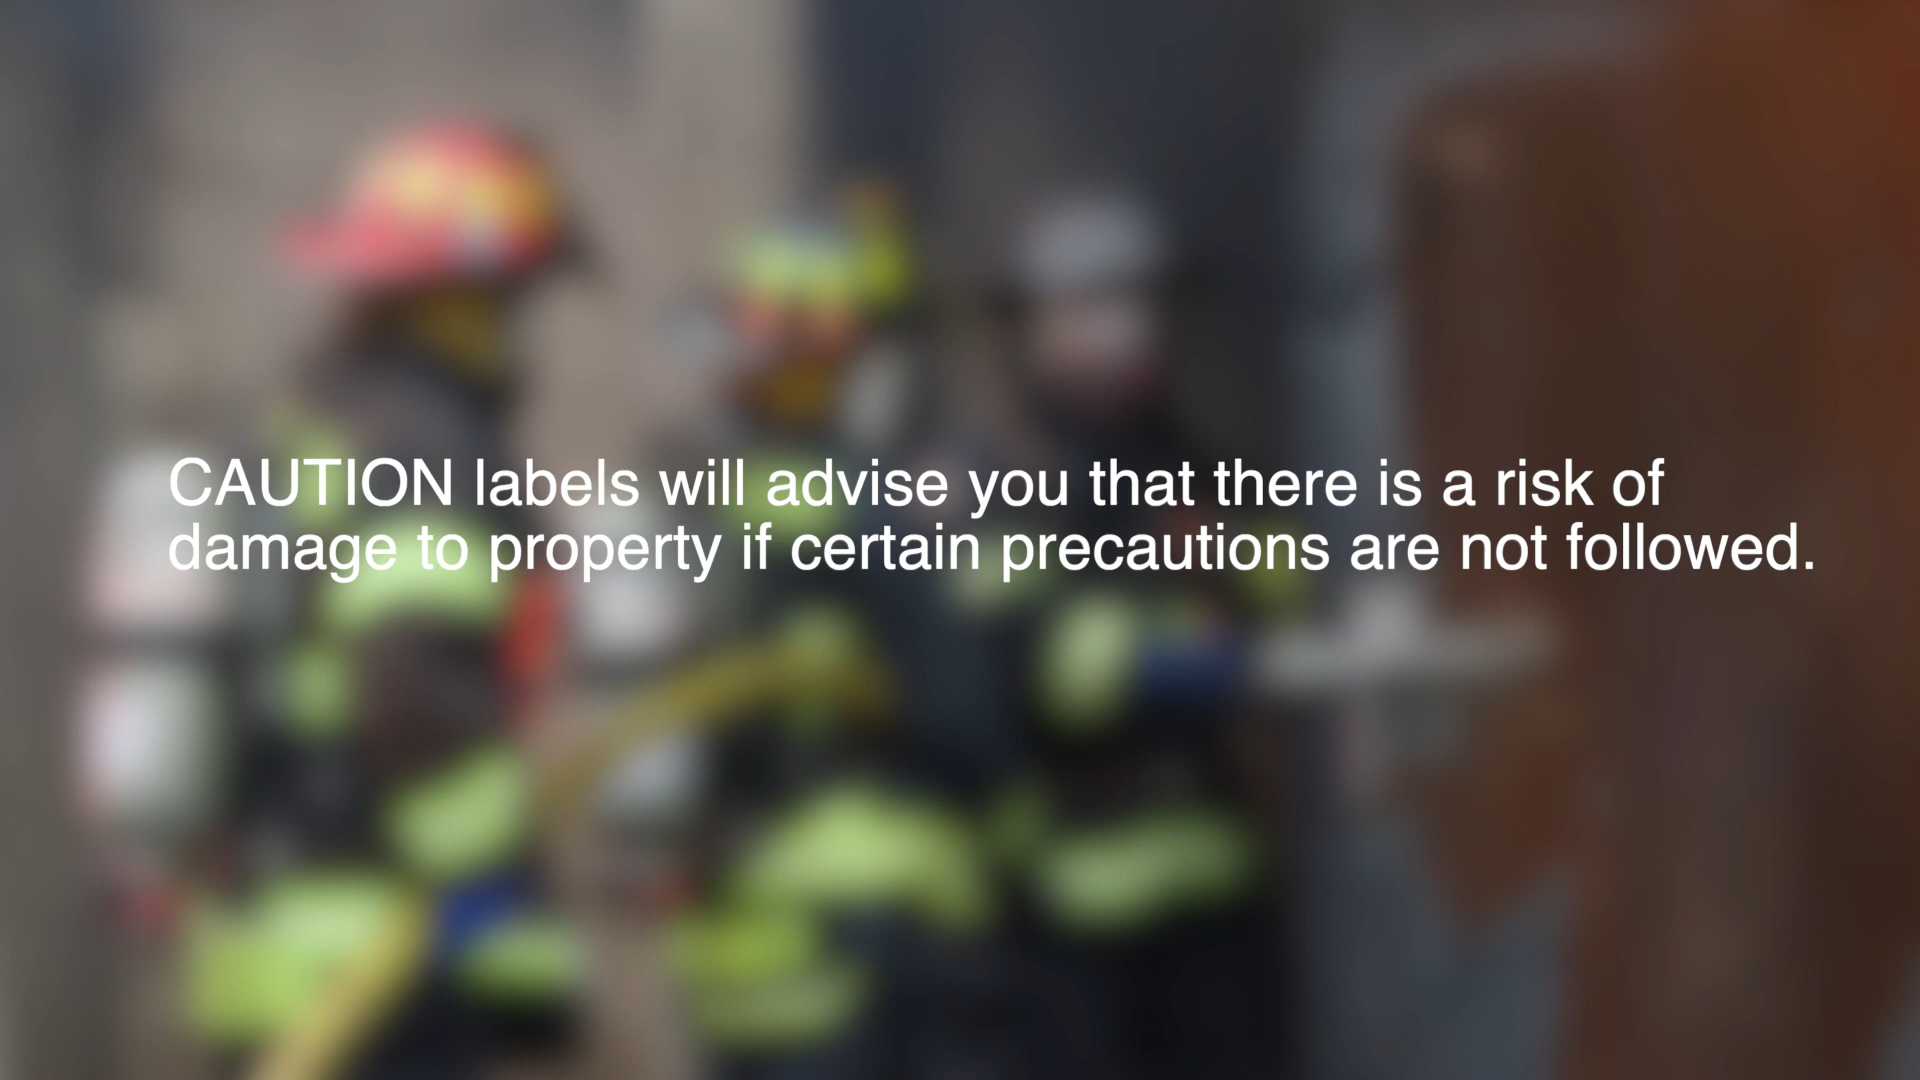 CAUTION labels will advise you that there is a risk of
damage to property if certain precautions are not followed.